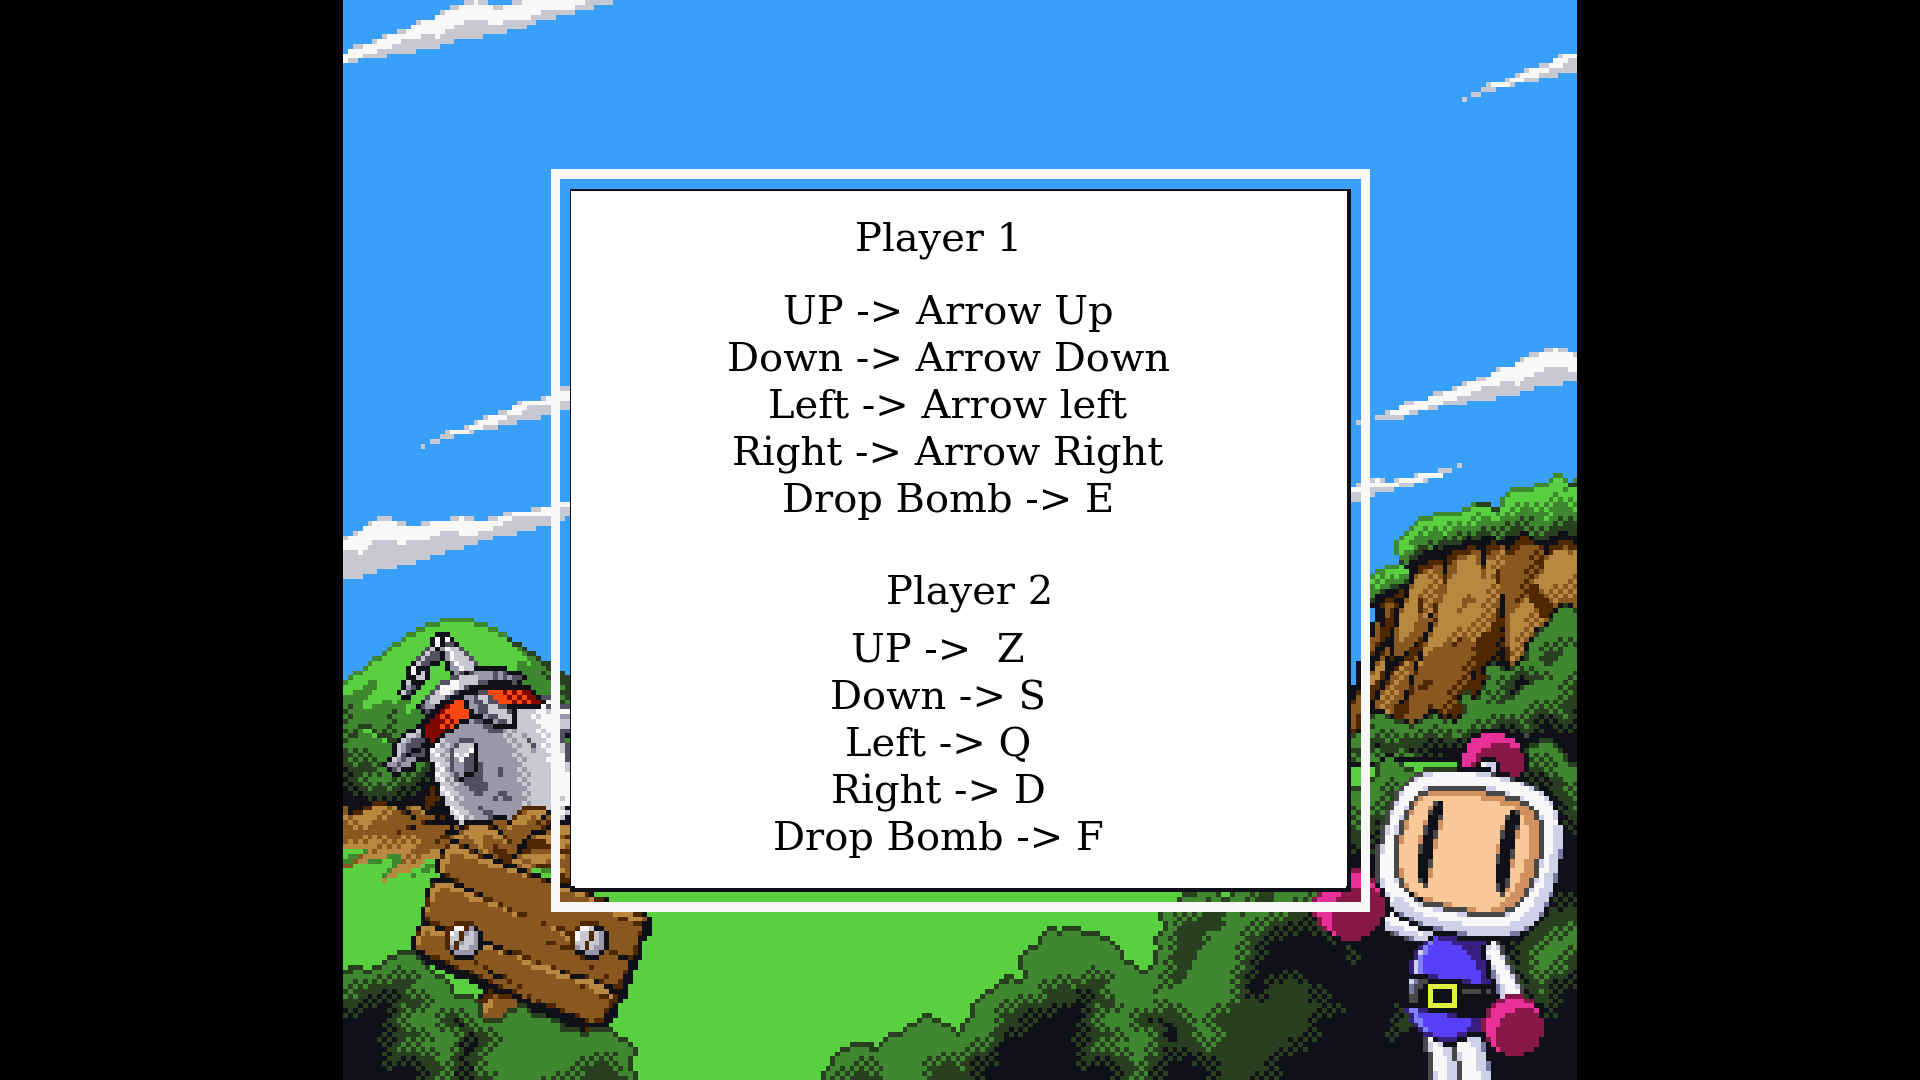 Player 1
UP -> Arrow Up
Down -> Arrow Down
Left -> Arrow left
Right -> Arrow Right
Drop Bomb -> E
Player 2
UP ->  Z
Down -> S
Left -> Q
Right -> D
Drop Bomb -> F